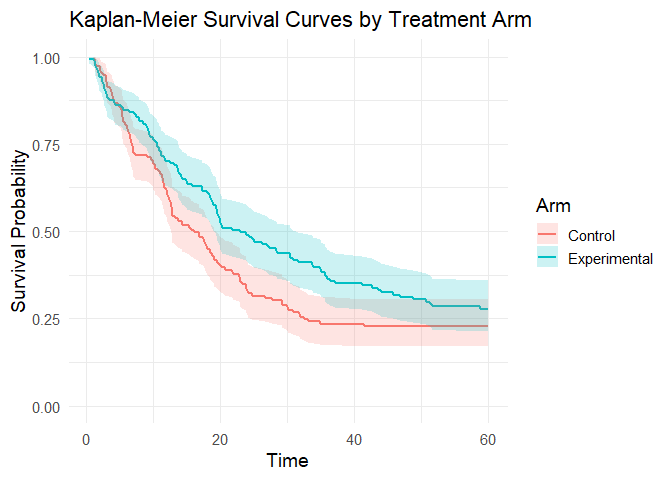 Kaplan-Meier Survival Curves by Treatment Arm
Survival Probability
1.00
0.75
0.50
0.25
0.00
0 20 40 60
Time
Arm
Control
Experimental